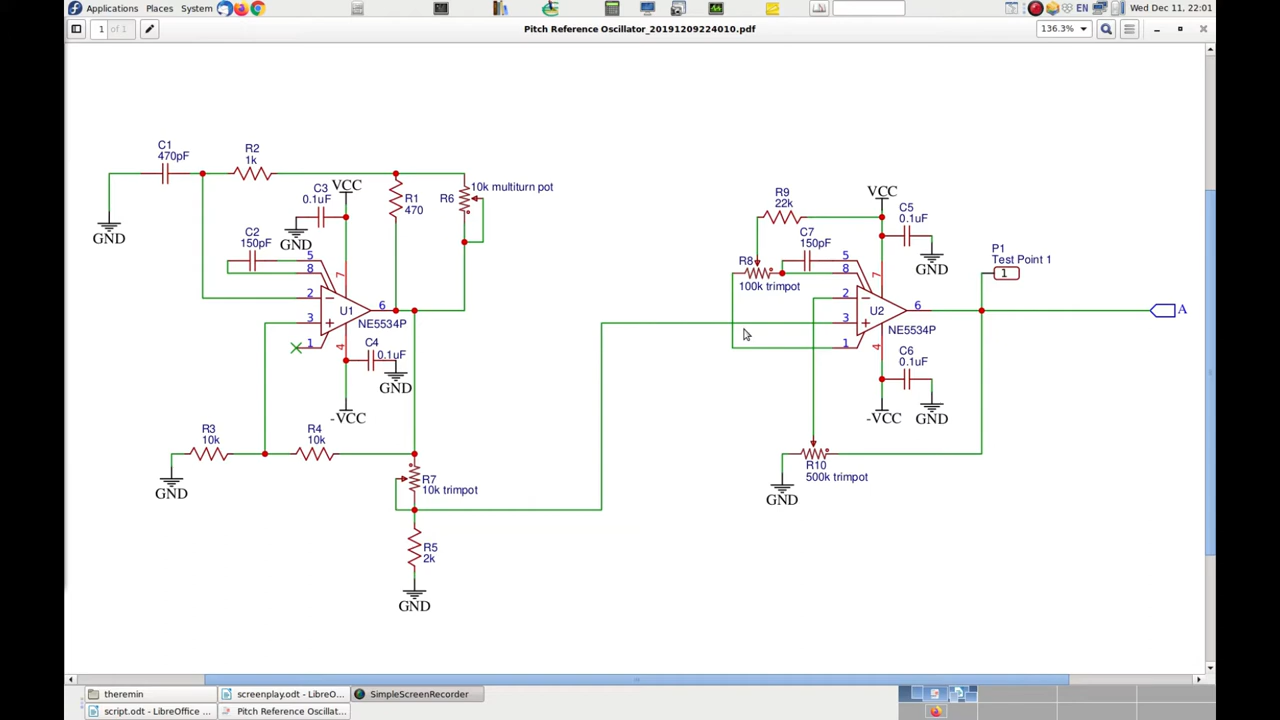 Applications Places System EN Wed Dec 11, 22:01
1 of 1 Pitch Reference Oscillator_20191209224010.pdf 136.3%
C1
470pF
R2
1k
C3
0.1uF
VCC
R1
470
10k multiturn pot
R6
GND
GND
C2
150pF
5
8
7
2
6
U1
3
NE5534P
1
4
C4
0.1uF
GND
-VCC
R3
10k
R4
10k
GND
R7
10k trimpot
R5
2k
GND
R9
22k
VCC
C5
0.1uF
GND
C7
150pF
5
8
R8
100k trimpot
7
2
6
U2
3
NE5534P
1
4
C6
0.1uF
GND
-VCC
P1
Test Point 1
1
A
R10
500k trimpot
GND
theremin screenplay.odt - LibreO... SimpleScreenRecorder
script.odt - LibreOffice ... Pitch Reference Oscillat...